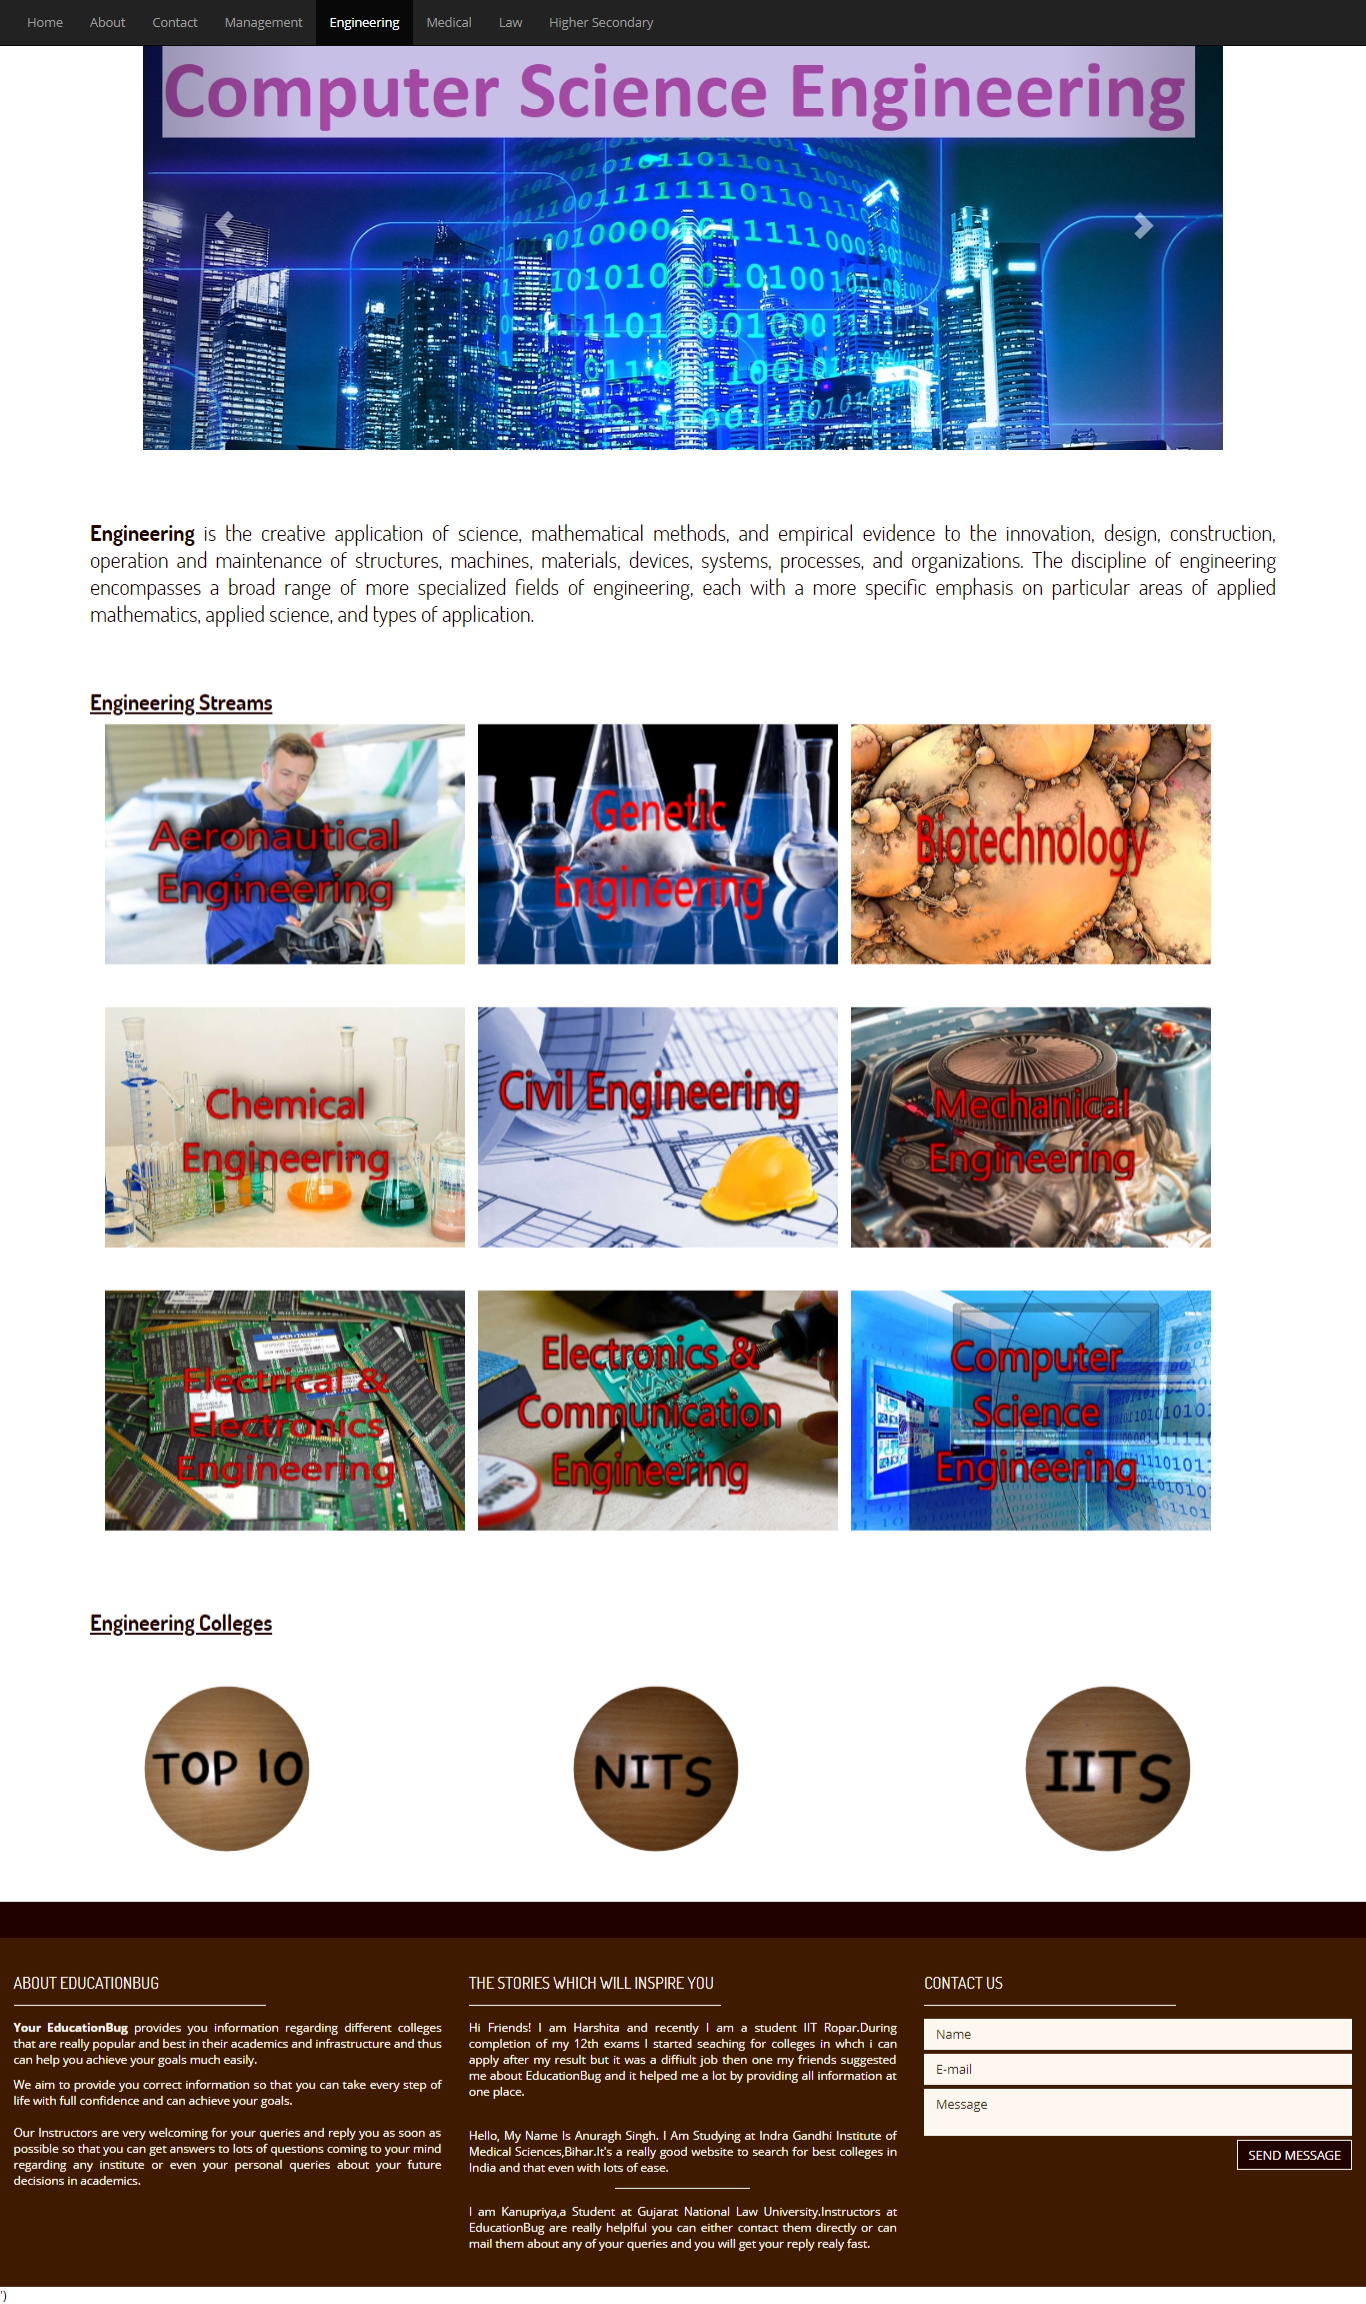 Home About Contact Management Engineering Medical Law Higher Secondary
Computer Science Engineering
Engineering is the creative application of science, mathematical methods, and empirical evidence to the innovation, design, construction,
operation and maintenance of structures, machines, materials, devices, systems, processes, and organizations. The discipline of engineering
encompasses a broad range of more specialized fields of engineering, each with a more specific emphasis on particular areas of applied
mathematics, applied science, and types of application.
Engineering Streams
Aeronautical
Engineering
Genetic
Engineering
Biotechnology
Chemical
Engineering
Civil Engineering
Mechanical
Engineering
Electrical &
Electronics
Engineering
Electronics &
Communication
Engineering
Computer
Science
Engineering
Engineering Colleges
TOP 10
NITS
IITS
ABOUT EDUCATIONBUG
Your EducationBug provides you information regarding different colleges
that are really popular and best in their academics and infrastructure and thus
can help you achieve your goals much easily.
We aim to provide you correct information so that you can take every step of
life with full confidence and can achieve your goals.
Our Instructors are very welcoming for your queries and reply you as soon as
possible so that you can get answers to lots of questions coming to your mind
regarding any institute or even your personal queries about your future
decisions in academics.
THE STORIES WHICH WILL INSPIRE YOU
Hi Friends! I am Harshita and recently I am a student IIT Ropar.During
completion of my 12th exams I started seaching for colleges in whch i can
apply after my result but it was a diffiult job then one my friends suggested
me about EducationBug and it helped me a lot by providing all information at
one place.
Hello, My Name Is Anuragh Singh. I Am Studying at Indra Gandhi Institute of
Medical Sciences,Bihar.It's a really good website to search for best colleges in
India and that even with lots of ease.
I am Kanupriya,a Student at Gujarat National Law University.Instructors at
EducationBug are really helplful you can either contact them directly or can
mail them about any of your queries and you will get your reply realy fast.
CONTACT US
Name
E-mail
Message
SEND MESSAGE
')